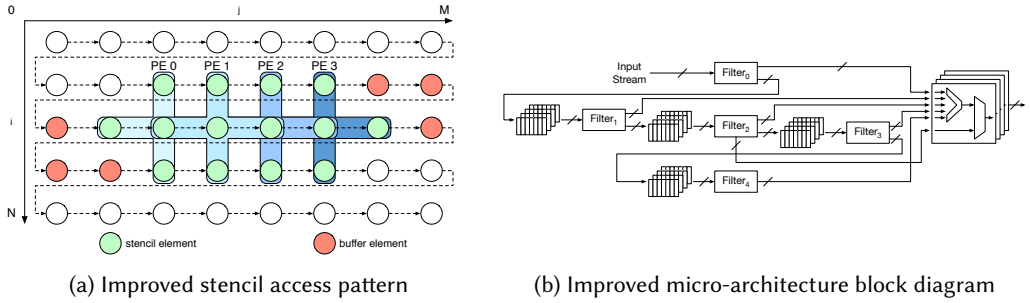 0
j
M
PE 0 PE 1 PE 2 PE 3
i
N
stencil element
buffer element
(a) Improved stencil access pattern
Input
Stream
Filter0
Filter1
Filter2
Filter3
Filter4
(b) Improved micro-architecture block diagram